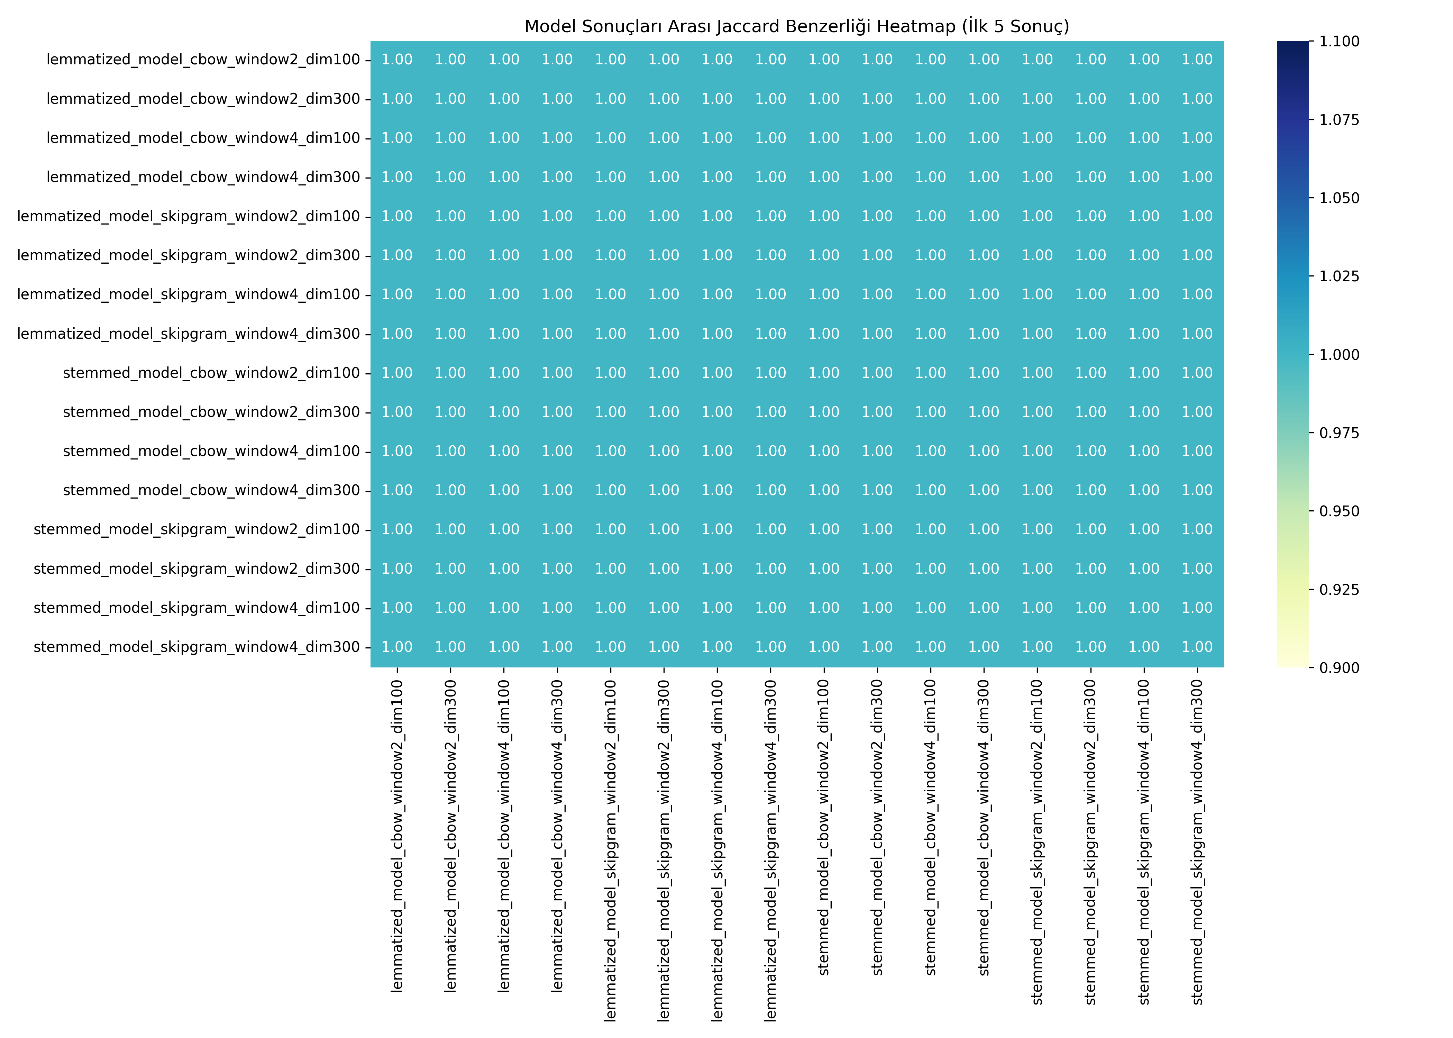 Model Sonuçları Arası Jaccard Benzerliği Heatmap (İlk 5 Sonuç)
lemmatized_model_cbow_window2_dim100 1.00 1.00 1.00 1.00 1.00 1.00 1.00 1.00 1.00 1.00 1.00 1.00 1.00 1.00 1.00 1.00
lemmatized_model_cbow_window2_dim300 1.00 1.00 1.00 1.00 1.00 1.00 1.00 1.00 1.00 1.00 1.00 1.00 1.00 1.00 1.00 1.00
lemmatized_model_cbow_window4_dim100 1.00 1.00 1.00 1.00 1.00 1.00 1.00 1.00 1.00 1.00 1.00 1.00 1.00 1.00 1.00 1.00
lemmatized_model_cbow_window4_dim300 1.00 1.00 1.00 1.00 1.00 1.00 1.00 1.00 1.00 1.00 1.00 1.00 1.00 1.00 1.00 1.00
lemmatized_model_skipgram_window2_dim100 1.00 1.00 1.00 1.00 1.00 1.00 1.00 1.00 1.00 1.00 1.00 1.00 1.00 1.00 1.00 1.00
lemmatized_model_skipgram_window2_dim300 1.00 1.00 1.00 1.00 1.00 1.00 1.00 1.00 1.00 1.00 1.00 1.00 1.00 1.00 1.00 1.00
lemmatized_model_skipgram_window4_dim100 1.00 1.00 1.00 1.00 1.00 1.00 1.00 1.00 1.00 1.00 1.00 1.00 1.00 1.00 1.00 1.00
lemmatized_model_skipgram_window4_dim300 1.00 1.00 1.00 1.00 1.00 1.00 1.00 1.00 1.00 1.00 1.00 1.00 1.00 1.00 1.00 1.00
stemmed_model_cbow_window2_dim100 1.00 1.00 1.00 1.00 1.00 1.00 1.00 1.00 1.00 1.00 1.00 1.00 1.00 1.00 1.00 1.00
stemmed_model_cbow_window2_dim300 1.00 1.00 1.00 1.00 1.00 1.00 1.00 1.00 1.00 1.00 1.00 1.00 1.00 1.00 1.00 1.00
stemmed_model_cbow_window4_dim100 1.00 1.00 1.00 1.00 1.00 1.00 1.00 1.00 1.00 1.00 1.00 1.00 1.00 1.00 1.00 1.00
stemmed_model_cbow_window4_dim300 1.00 1.00 1.00 1.00 1.00 1.00 1.00 1.00 1.00 1.00 1.00 1.00 1.00 1.00 1.00 1.00
stemmed_model_skipgram_window2_dim100 1.00 1.00 1.00 1.00 1.00 1.00 1.00 1.00 1.00 1.00 1.00 1.00 1.00 1.00 1.00 1.00
stemmed_model_skipgram_window2_dim300 1.00 1.00 1.00 1.00 1.00 1.00 1.00 1.00 1.00 1.00 1.00 1.00 1.00 1.00 1.00 1.00
stemmed_model_skipgram_window4_dim100 1.00 1.00 1.00 1.00 1.00 1.00 1.00 1.00 1.00 1.00 1.00 1.00 1.00 1.00 1.00 1.00
stemmed_model_skipgram_window4_dim300 1.00 1.00 1.00 1.00 1.00 1.00 1.00 1.00 1.00 1.00 1.00 1.00 1.00 1.00 1.00 1.00
lemmatized_model_cbow_window2_dim100
lemmatized_model_cbow_window2_dim300
lemmatized_model_cbow_window4_dim100
lemmatized_model_cbow_window4_dim300
lemmatized_model_skipgram_window2_dim100
lemmatized_model_skipgram_window2_dim300
lemmatized_model_skipgram_window4_dim100
lemmatized_model_skipgram_window4_dim300
stemmed_model_cbow_window2_dim100
stemmed_model_cbow_window2_dim300
stemmed_model_cbow_window4_dim100
stemmed_model_cbow_window4_dim300
stemmed_model_skipgram_window2_dim100
stemmed_model_skipgram_window2_dim300
stemmed_model_skipgram_window4_dim100
stemmed_model_skipgram_window4_dim300
1.100
1.075
1.050
1.025
1.000
0.975
0.950
0.925
0.900